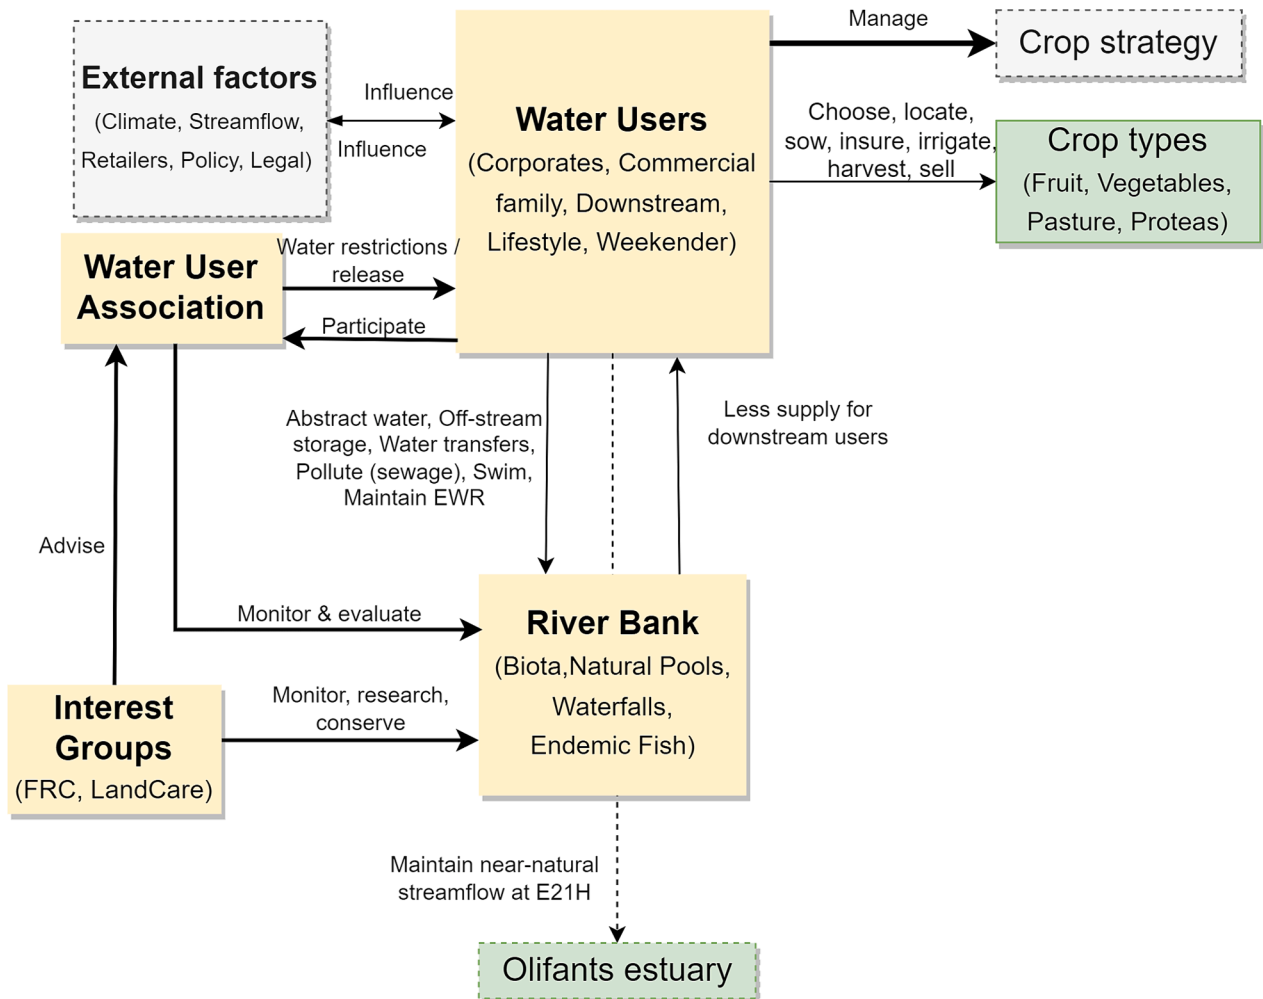 Manage
Crop strategy
External factors
(Climate, Streamflow,
Retailers, Policy, Legal)
Influence
Influence
Water Users
(Corporates, Commercial
family, Downstream,
Lifestyle, Weekender)
Choose, locate,
sow, insure, irrigate,
harvest, sell
Crop types
(Fruit, Vegetables,
Pasture, Proteas)
Water User
Association
Water restrictions /
release
Participate
Abstract water, Off-stream
storage, Water transfers,
Pollute (sewage), Swim,
Maintain EWR
Less supply for
downstream users
Advise
Monitor & evaluate
River Bank
(Biota,Natural Pools,
Waterfalls,
Endemic Fish)
Interest
Groups
(FRC, LandCare)
Monitor, research,
conserve
Maintain near-natural
streamflow at E21H
Olifants estuary